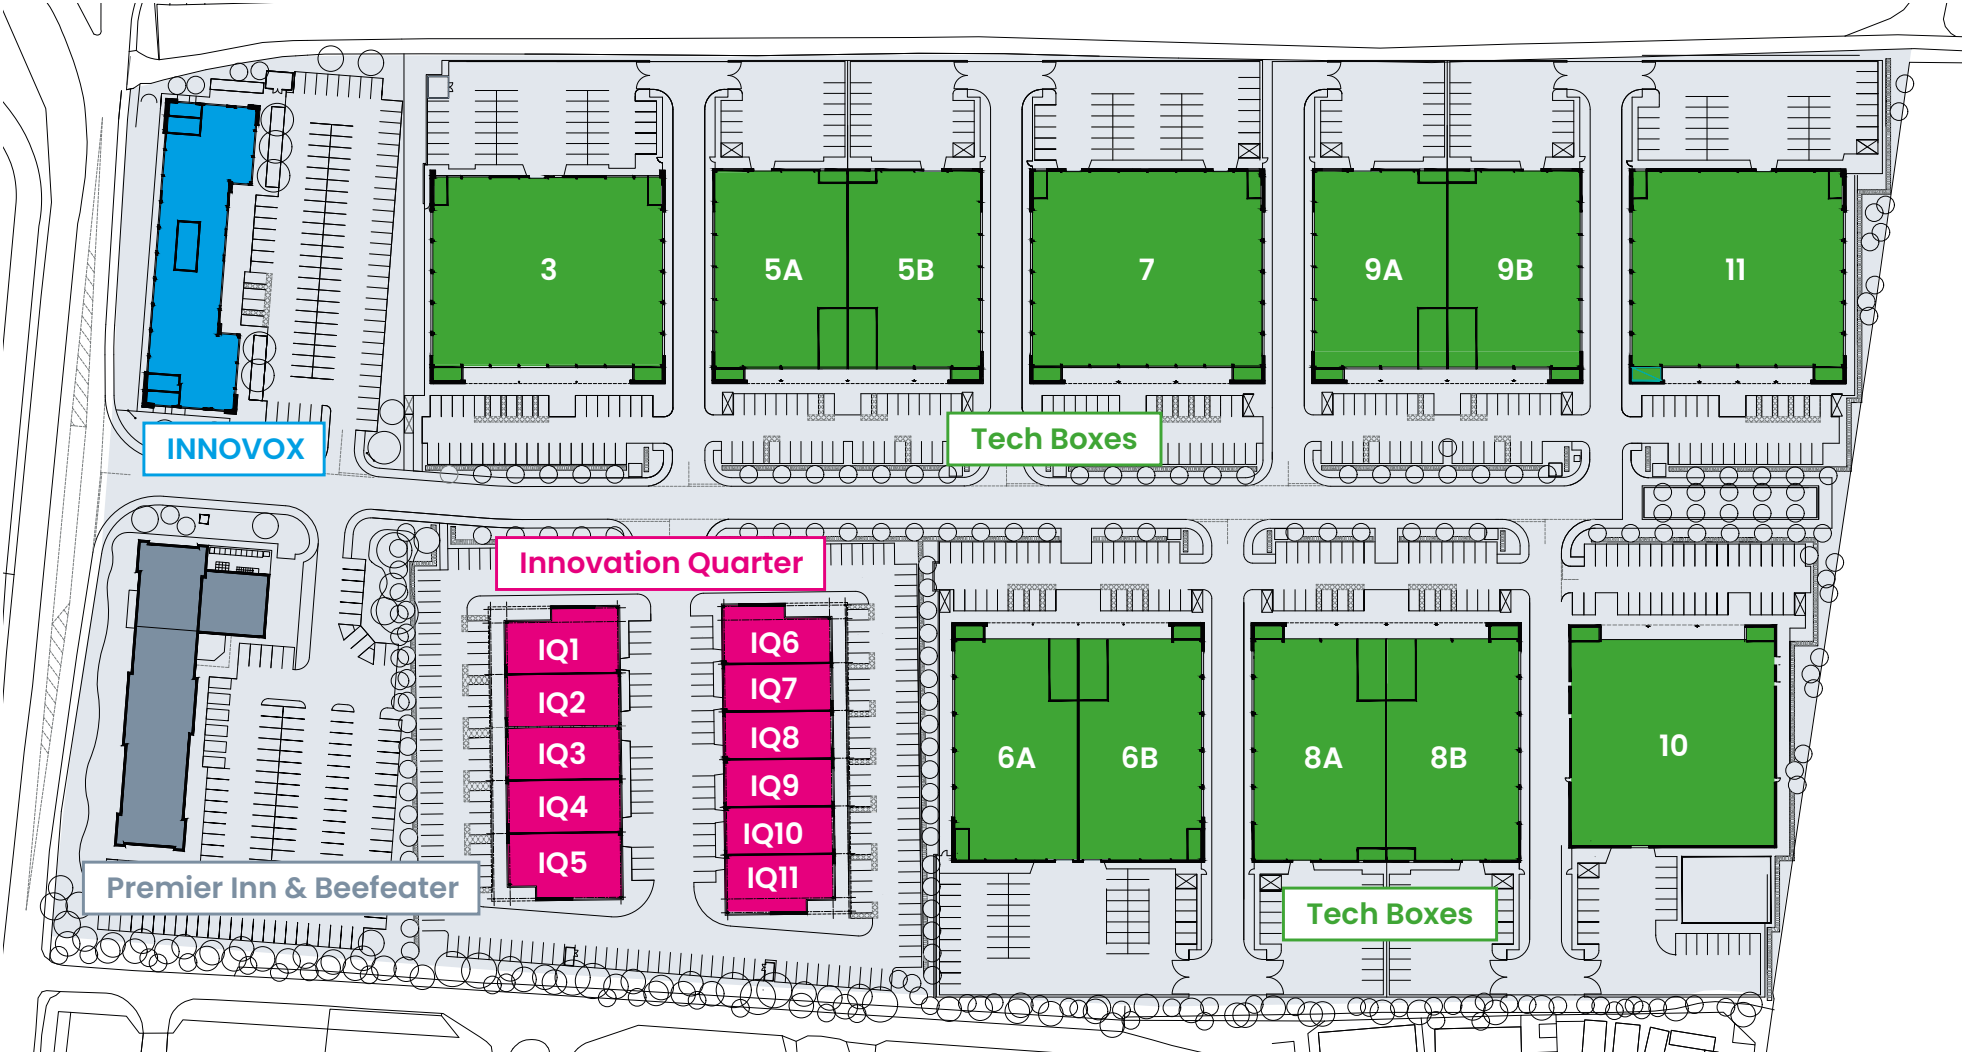 3
5A
5B
7
9A
9B
11
INNOVOX
Tech Boxes
Innovation Quarter
IQ1
IQ2
IQ3
IQ4
IQ5
IQ6
IQ7
IQ8
IQ9
IQ10
IQ11
6A
6B
8A
8B
10
Premier Inn & Beefeater
Tech Boxes